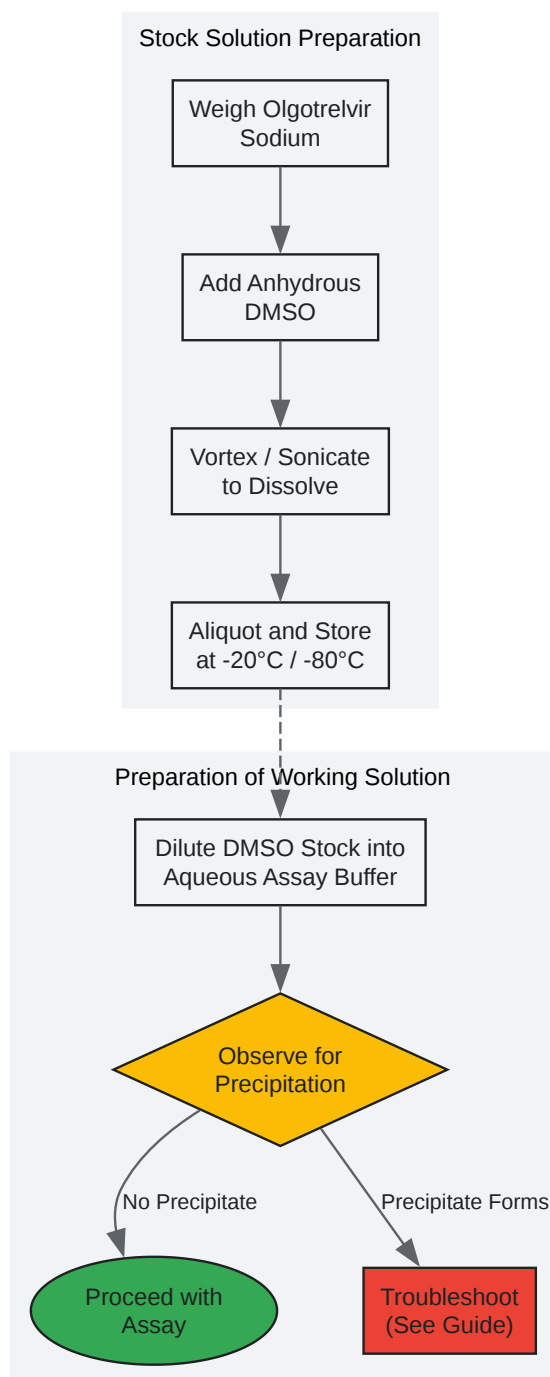 Stock Solution Preparation
Weigh Olgotrelvir
Sodium
Add Anhydrous
DMSO
Vortex / Sonicate
to Dissolve
Aliquot and Store
at -20°C / -80°C
Preparation of Working Solution
Dilute DMSO Stock into
Aqueous Assay Buffer
Observe for
Precipitation
No Precipitate
Precipitate Forms
Proceed with
Assay
Troubleshoot
(See Guide)